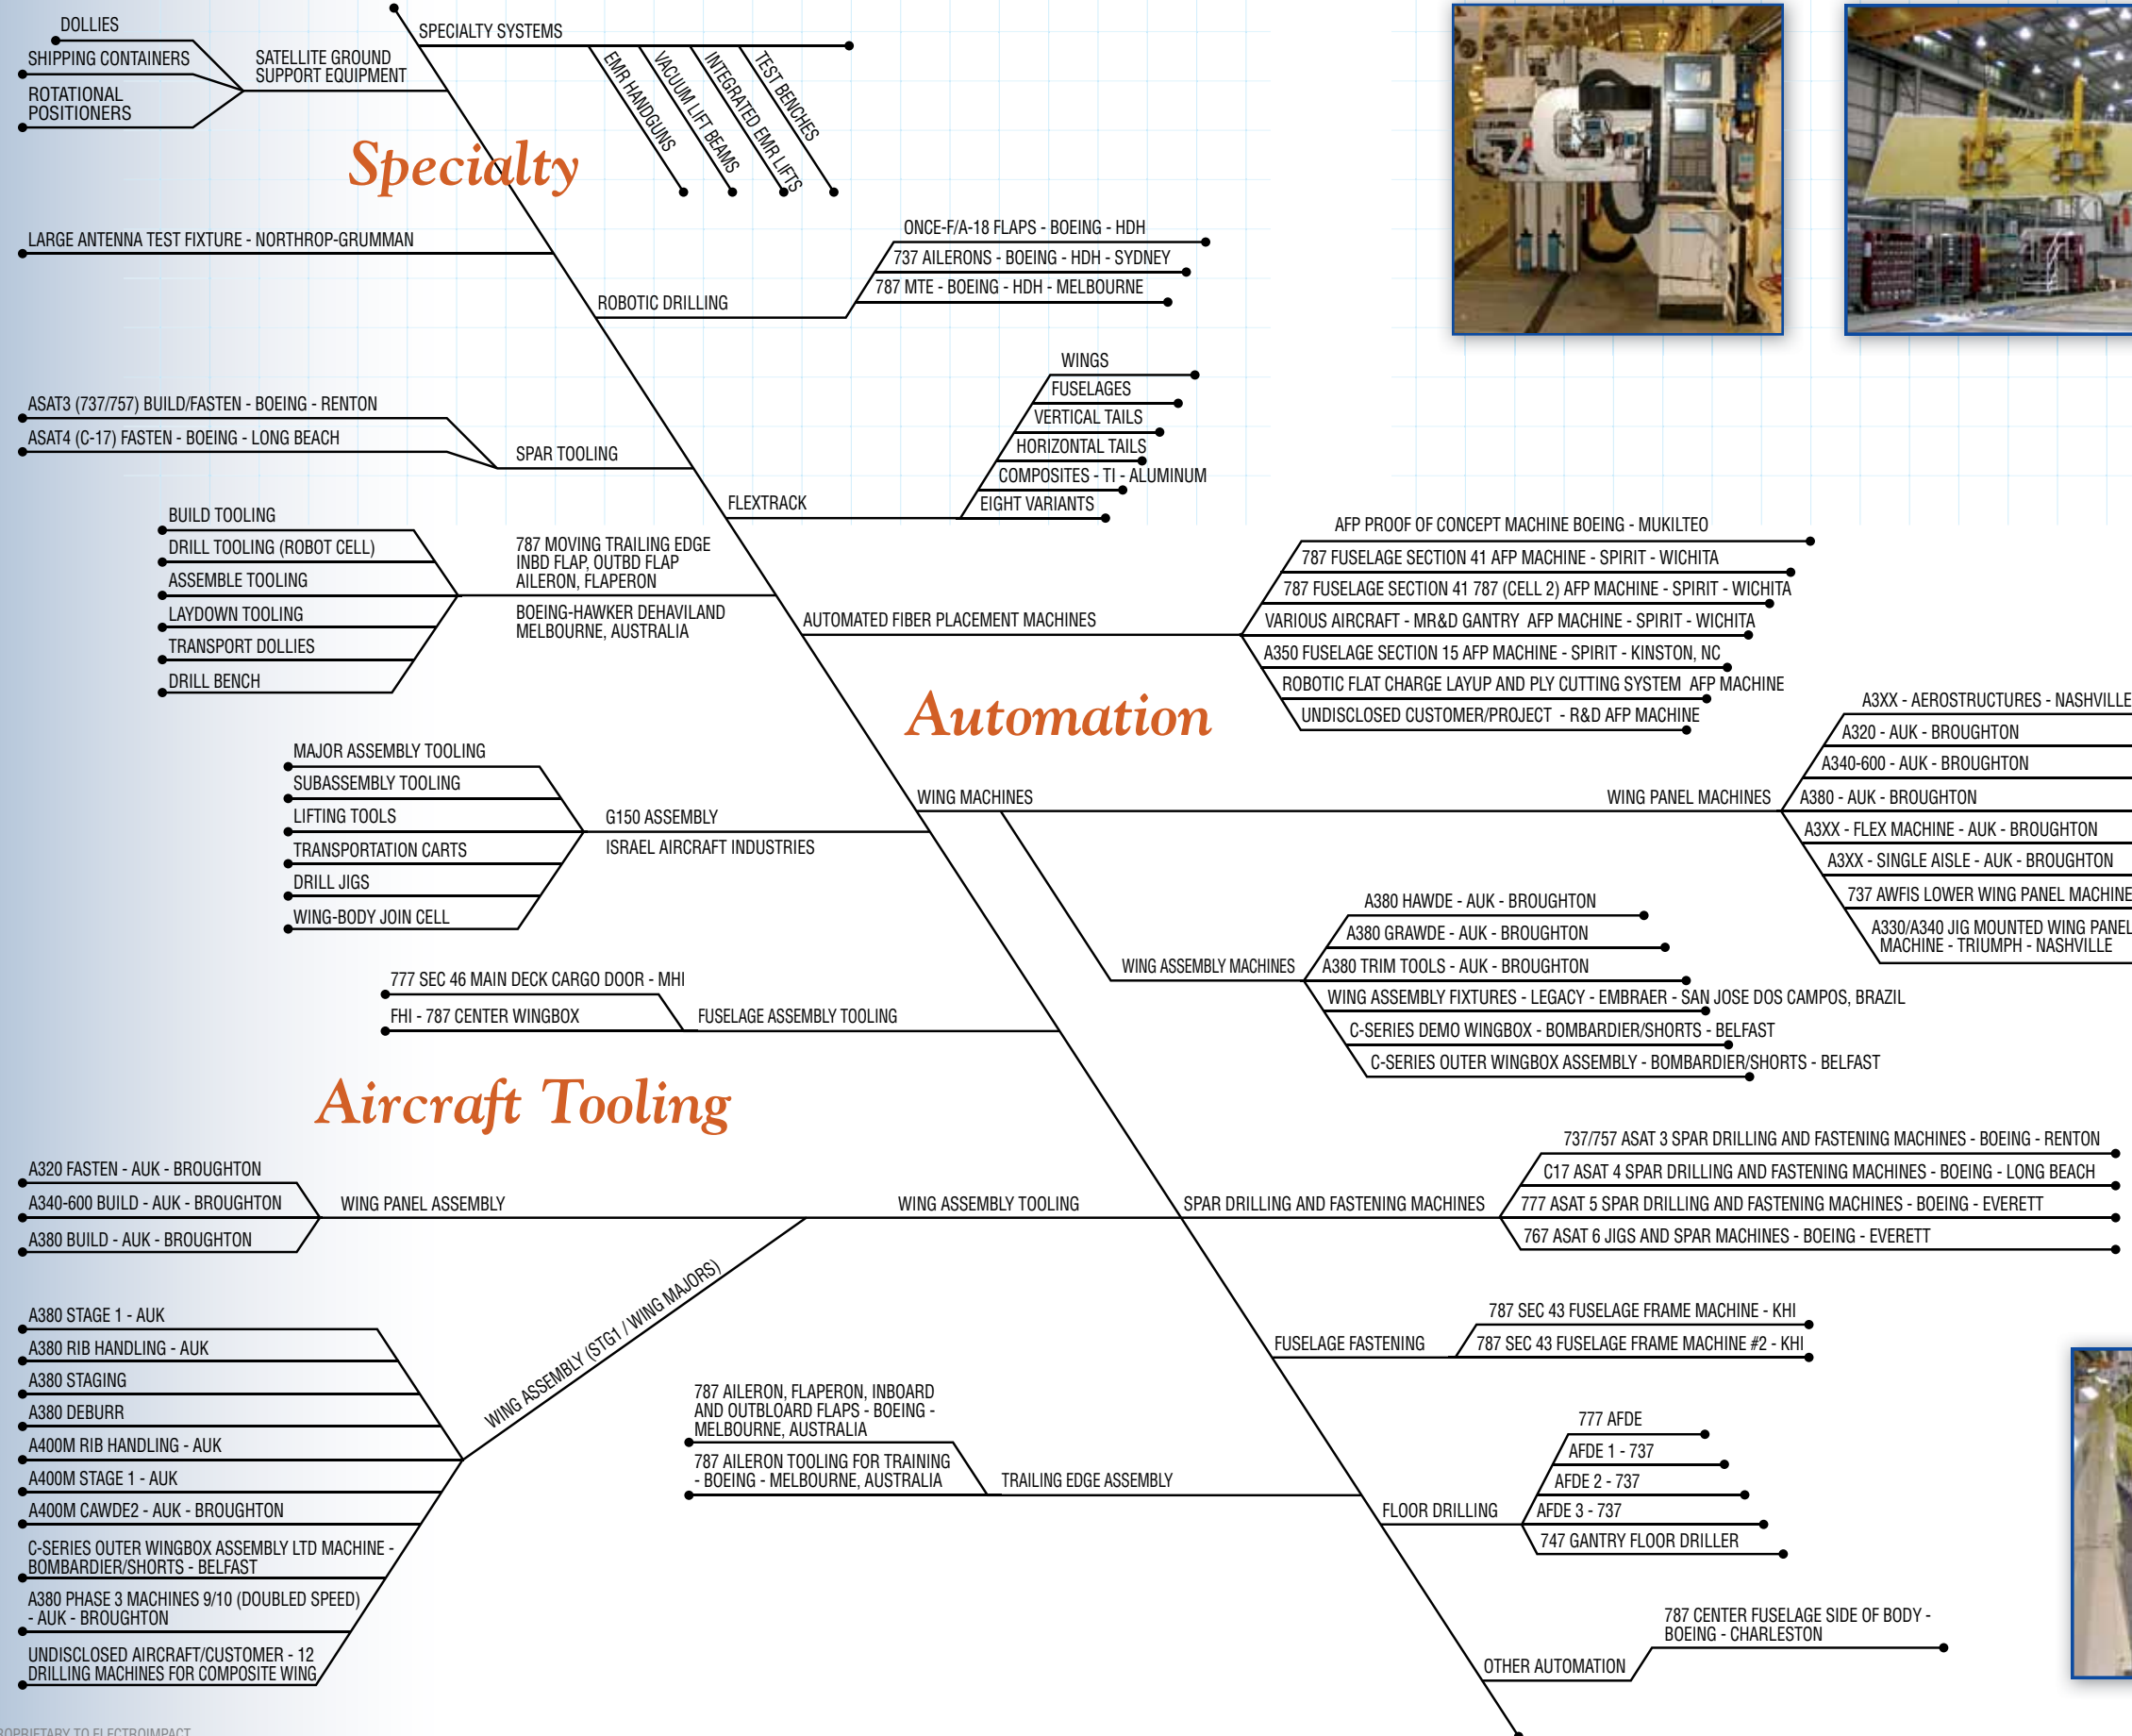 DOLLIES
SHIPPING CONTAINERS
ROTATIONAL
POSITIONERS
SATELLITE GROUND
SUPPORT EQUIPMENT
SPECIALTY SYSTEMS
EMR HANDGUNS
VACUUM LIFT BEAMS
INTEGRATED EMR LIFTS
TEST BENCHES
Specialty
LARGE ANTENNA TEST FIXTURE - NORTHROP-GRUMMAN
ROBOTIC DRILLING
ONCE-F/A-18 FLAPS - BOEING - HDH
737 AILERONS - BOEING - HDH - SYDNEY
787 MTE - BOEING - HDH - MELBOURNE
ASAT3 (737/757) BUILD/FASTEN - BOEING - RENTON
ASAT4 (C-17) FASTEN - BOEING - LONG BEACH
SPAR TOOLING
FLEXTRACK
WINGS
FUSELAGES
VERTICAL TAILS
HORIZONTAL TAILS
COMPOSITES - TI - ALUMINUM
EIGHT VARIANTS
BUILD TOOLING
DRILL TOOLING (ROBOT CELL)
ASSEMBLE TOOLING
LAYDOWN TOOLING
TRANSPORT DOLLIES
DRILL BENCH
787 MOVING TRAILING EDGE
INBD FLAP, OUTBD FLAP
AILERON, FLAPERON
BOEING-HAWKER DEHAVILAND
MELBOURNE, AUSTRALIA
AUTOMATED FIBER PLACEMENT MACHINES
AFP PROOF OF CONCEPT MACHINE BOEING - MUKILTEO
787 FUSELAGE SECTION 41 AFP MACHINE - SPIRIT - WICHITA
787 FUSELAGE SECTION 41 787 (CELL 2) AFP MACHINE - SPIRIT - WICHITA
VARIOUS AIRCRAFT - MR&D GANTRY  AFP MACHINE - SPIRIT - WICHITA
A350 FUSELAGE SECTION 15 AFP MACHINE - SPIRIT - KINSTON, NC
ROBOTIC FLAT CHARGE LAYUP AND PLY CUTTING SYSTEM  AFP MACHINE
UNDISCLOSED CUSTOMER/PROJECT  - R&D AFP MACHINE
Automation
MAJOR ASSEMBLY TOOLING
SUBASSEMBLY TOOLING
LIFTING TOOLS
TRANSPORTATION CARTS
DRILL JIGS
WING-BODY JOIN CELL
G150 ASSEMBLY
ISRAEL AIRCRAFT INDUSTRIES
WING MACHINES
WING PANEL MACHINES
A3XX - AEROSTRUCTURES - NASHVILLE
A320 - AUK - BROUGHTON
A340-600 - AUK - BROUGHTON
A380 - AUK - BROUGHTON
A3XX - FLEX MACHINE - AUK - BROUGHTON
A3XX - SINGLE AISLE - AUK - BROUGHTON
737 AWFIS LOWER WING PANEL MACHINE
A330/A340 JIG MOUNTED WING PANEL
MACHINE - TRIUMPH - NASHVILLE
WING ASSEMBLY MACHINES
A380 HAWDE - AUK - BROUGHTON
A380 GRAWDE - AUK - BROUGHTON
A380 TRIM TOOLS - AUK - BROUGHTON
WING ASSEMBLY FIXTURES - LEGACY - EMBRAER - SAN JOSE DOS CAMPOS, BRAZIL
C-SERIES DEMO WINGBOX - BOMBARDIER/SHORTS - BELFAST
C-SERIES OUTER WINGBOX ASSEMBLY - BOMBARDIER/SHORTS - BELFAST
777 SEC 46 MAIN DECK CARGO DOOR - MHI
FHI - 787 CENTER WINGBOX
FUSELAGE ASSEMBLY TOOLING
Aircraft Tooling
A320 FASTEN - AUK - BROUGHTON
A340-600 BUILD - AUK - BROUGHTON
A380 BUILD - AUK - BROUGHTON
WING PANEL ASSEMBLY
WING ASSEMBLY TOOLING
SPAR DRILLING AND FASTENING MACHINES
737/757 ASAT 3 SPAR DRILLING AND FASTENING MACHINES - BOEING - RENTON
C17 ASAT 4 SPAR DRILLING AND FASTENING MACHINES - BOEING - LONG BEACH
777 ASAT 5 SPAR DRILLING AND FASTENING MACHINES - BOEING - EVERETT
767 ASAT 6 JIGS AND SPAR MACHINES - BOEING - EVERETT
WING ASSEMBLY (STG1 / WING MAJORS)
A380 STAGE 1 - AUK
A380 RIB HANDLING - AUK
A380 STAGING
A380 DEBURR
A400M RIB HANDLING - AUK
A400M STAGE 1 - AUK
A400M CAWDE2 - AUK - BROUGHTON
C-SERIES OUTER WINGBOX ASSEMBLY LTD MACHINE -
BOMBARDIER/SHORTS - BELFAST
A380 PHASE 3 MACHINES 9/10 (DOUBLED SPEED)
- AUK - BROUGHTON
UNDISCLOSED AIRCRAFT/CUSTOMER - 12
DRILLING MACHINES FOR COMPOSITE WING
FUSELAGE FASTENING
787 SEC 43 FUSELAGE FRAME MACHINE - KHI
787 SEC 43 FUSELAGE FRAME MACHINE #2 - KHI
787 AILERON, FLAPERON, INBOARD
AND OUTBLOARD FLAPS - BOEING -
MELBOURNE, AUSTRALIA
787 AILERON TOOLING FOR TRAINING
- BOEING - MELBOURNE, AUSTRALIA
TRAILING EDGE ASSEMBLY
FLOOR DRILLING
777 AFDE
AFDE 1 - 737
AFDE 2 - 737
AFDE 3 - 737
747 GANTRY FLOOR DRILLER
OTHER AUTOMATION
787 CENTER FUSELAGE SIDE OF BODY -
BOEING - CHARLESTON
TO ELECTROIMPACT